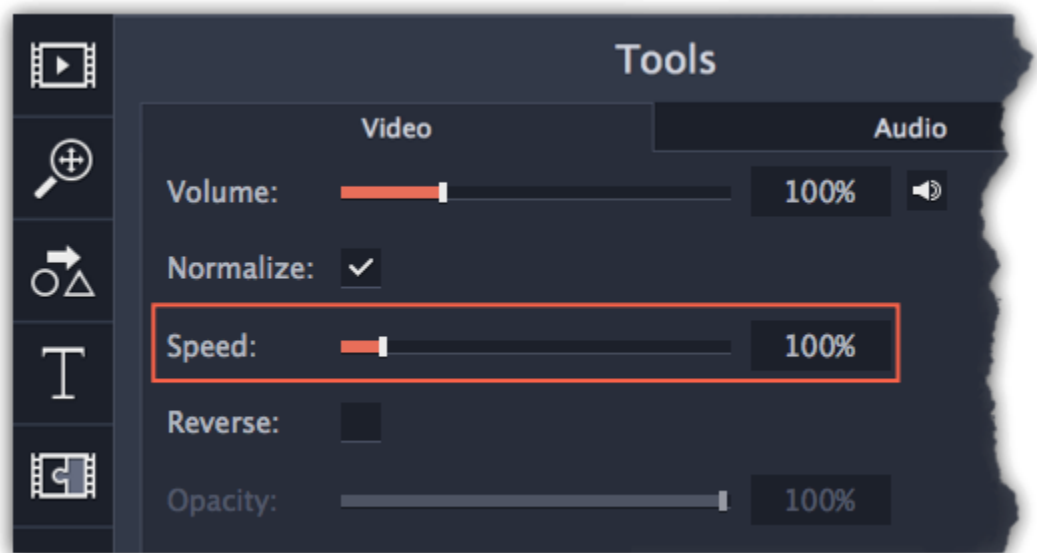 Tools
Video Audio
Volume: 100%
Normalize:
Speed: 100%
Reverse:
Opacity: 100%
T